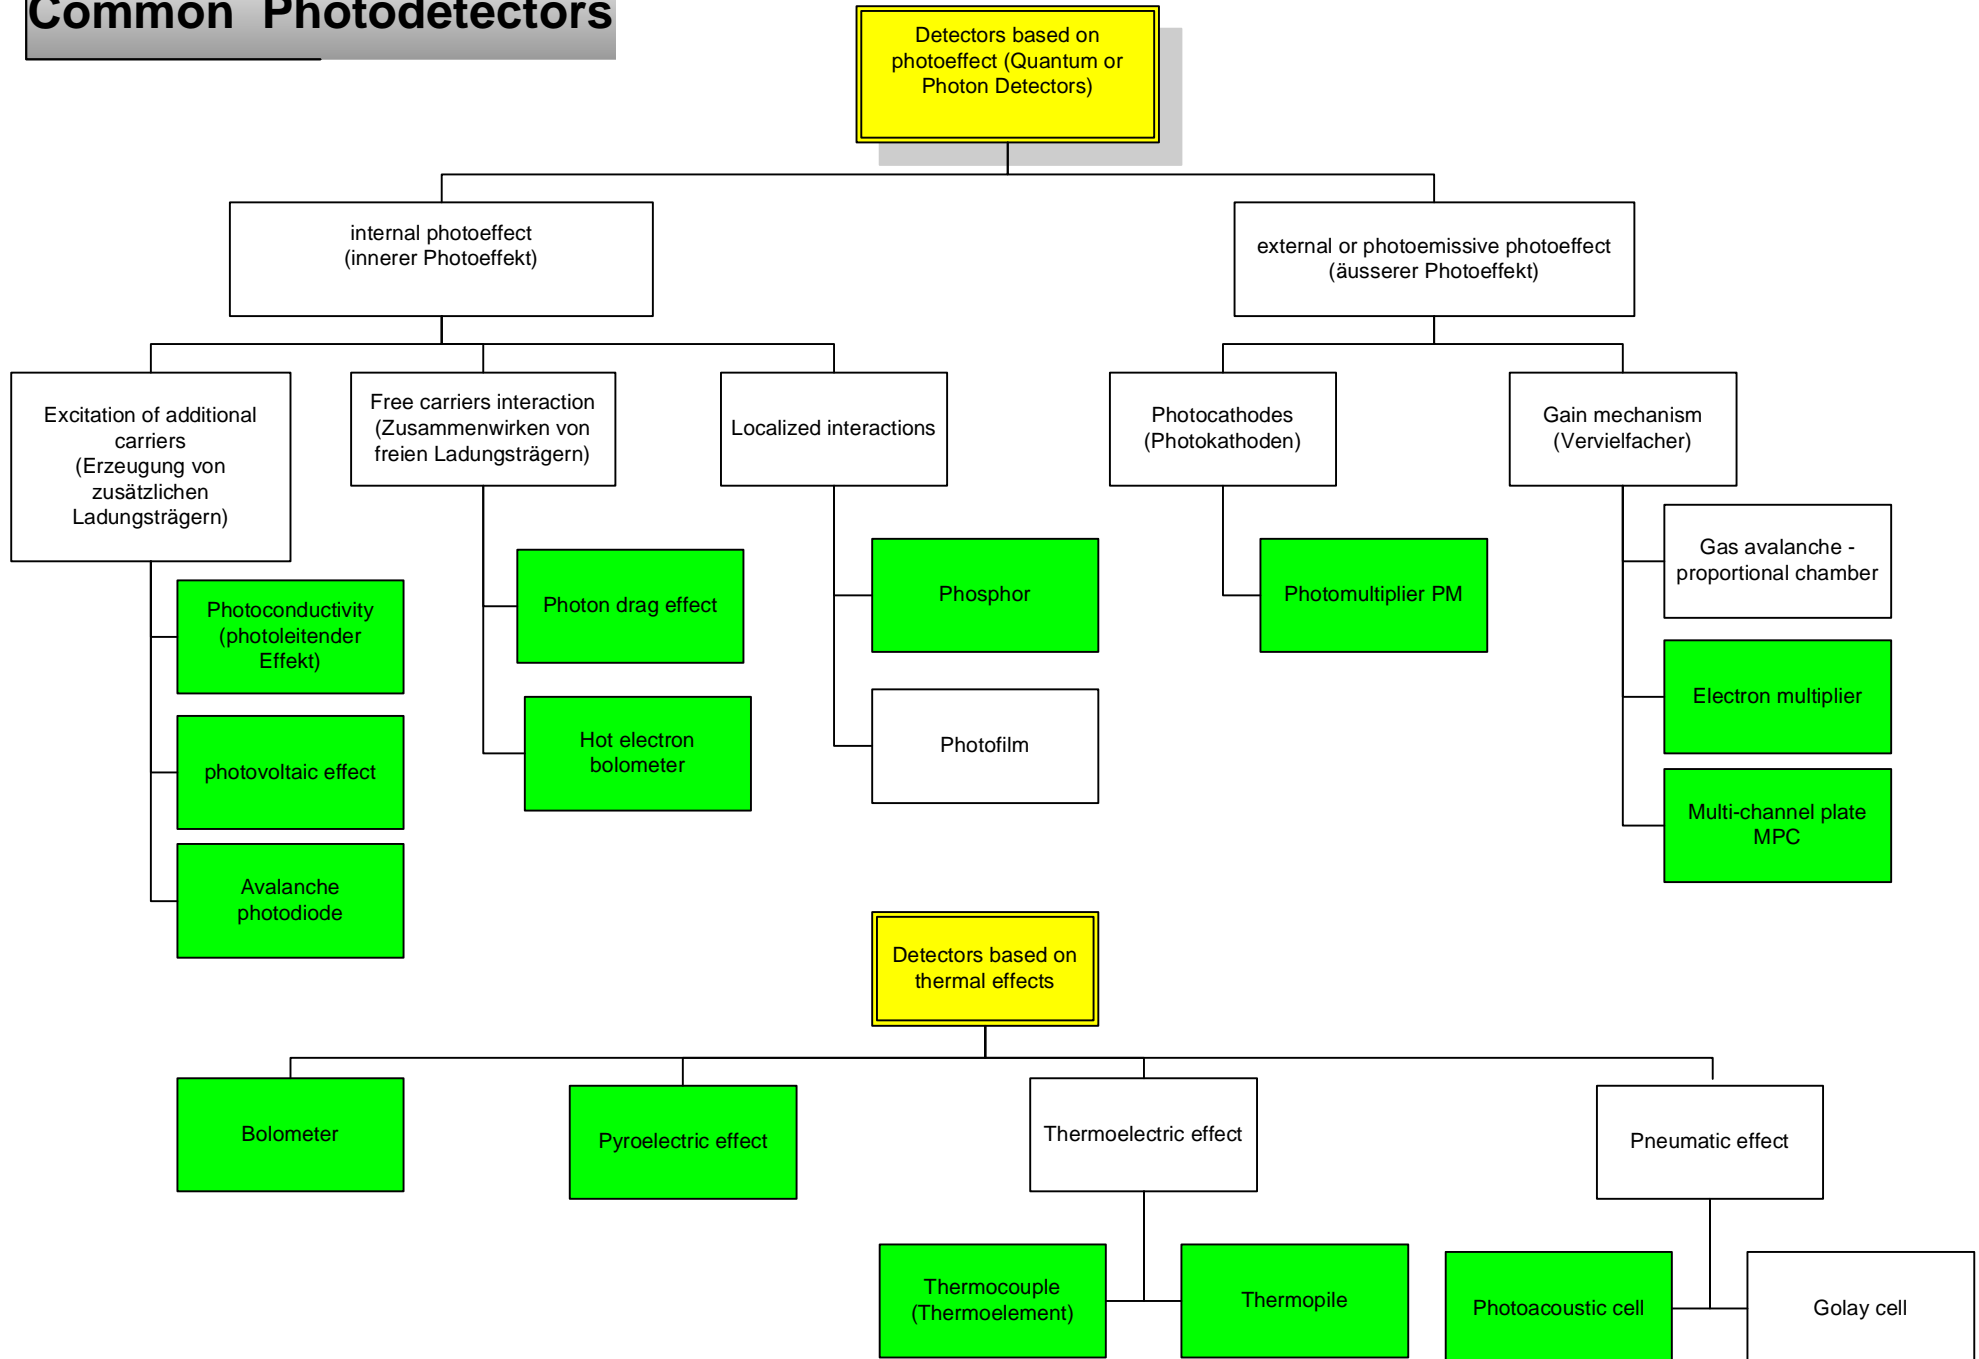 Common Photodetectors
Detectors based on
photoeffect (Quantum or
Photon Detectors)
internal photoeffect
(innerer Photoeffekt)
external or photoemissive photoeffect
(äusserer Photoeffekt)
Excitation of additional
carriers
(Erzeugung von
zusätzlichen
Ladungsträgern)
Free carriers interaction
(Zusammenwirken von
freien Ladungsträgern)
Localized interactions
Photocathodes
(Photokathoden)
Gain mechanism
(Vervielfacher)
Photoconductivity
(photoleitender
Effekt)
photovoltaic effect
Avalanche
photodiode
Photon drag effect
Hot electron
bolometer
Phosphor
Photofilm
Photomultiplier PM
Gas avalanche -
proportional chamber
Electron multiplier
Multi-channel plate
MPC
Detectors based on
thermal effects
Bolometer
Pyroelectric effect
Thermoelectric effect
Pneumatic effect
Thermocouple
(Thermoelement)
Thermopile
Photoacoustic cell
Golay cell